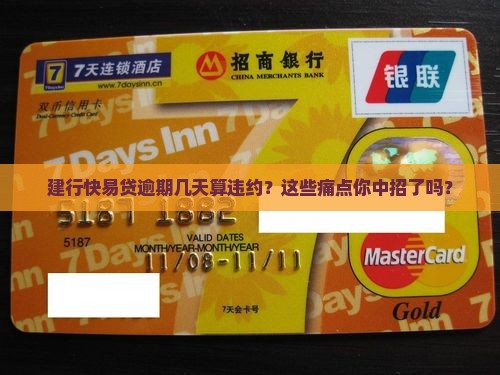 7 7天连锁酒店
7Days Inn
www.7daysinn.cn
招商银行
CHINA MERCHANTS BANK
银联
双币信用卡
Dual-Currency Credit Card
7Days Inn
建行快易贷逾期几天算违约？这些痛点你中招了吗？
5187 1882
5187
VALID DATES
MONTH/YEAR-MONTH/YEAR
11/08-11/11
MasterCard
7天会卡号
Gold